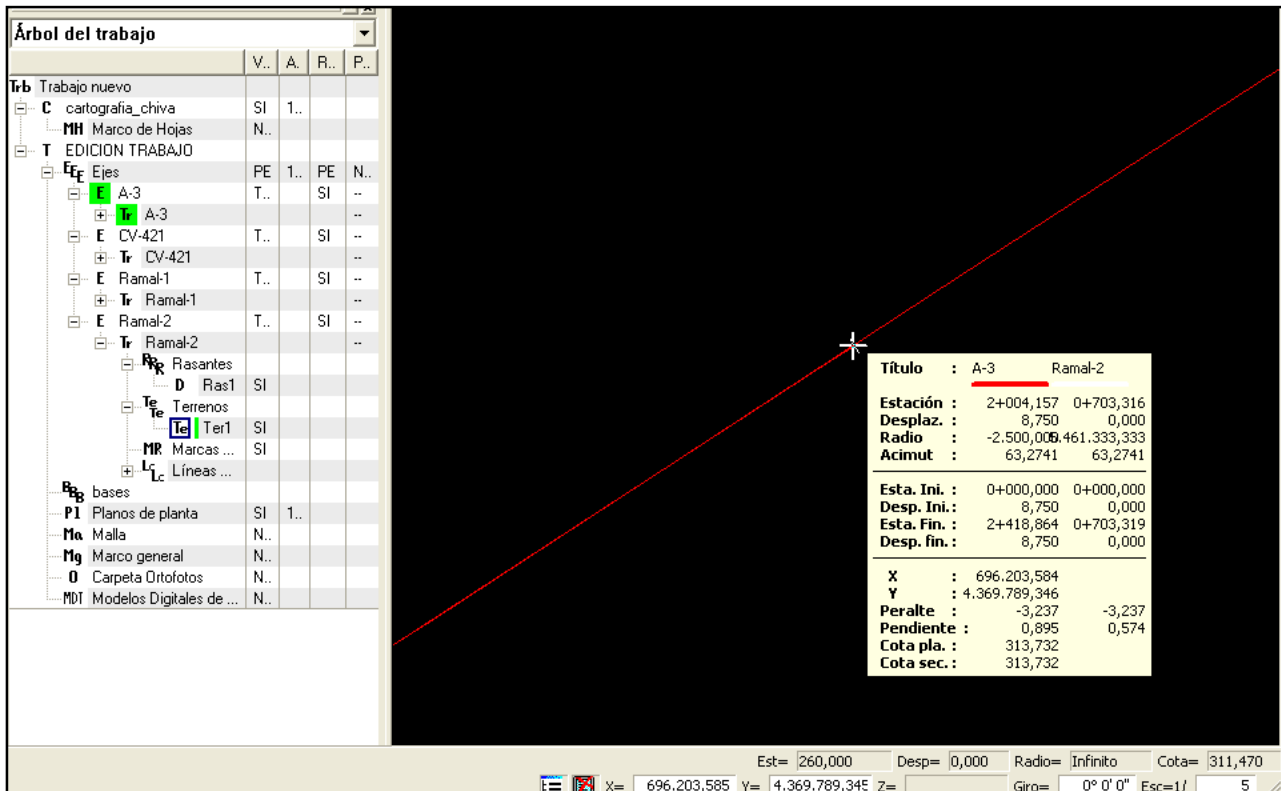 Árbol del trabajo
V.. A. R.. P..
Trb Trabajo nuevo
C cartografia_chiva SI 1..
MH Marco de Hojas N..
T EDICION TRABAJO
EEE Ejes PE 1.. PE N..
E A-3 T.. SI --
Tr A-3 --
E CV-421 T.. SI --
Tr CV-421 --
E Ramal-1 T.. SI --
Tr Ramal-1 --
E Ramal-2 T.. SI --
Tr Ramal-2 --
RRR Rasantes
D Ras1 SI
Te Te Terrenos
Te Ter1 SI
MR Marcas ... SI
Lc Lc Líneas ...
BBB bases
Pl Planos de planta SI 1..
Ma Malla N..
Mg Marco general N..
O Carpeta Ortofotos N..
MDT Modelos Digitales de ... N..
Título : A-3 Ramal-2
Estación : 2+004,157 0+703,316
Desplaz. : 8,750 0,000
Radio : -2.500,00 .461.333,333
Acimut : 63,2741 63,2741
Esta. Ini. : 0+000,000 0+000,000
Desp. Ini.: 8,750 0,000
Esta. Fin. : 2+418,864 0+703,319
Desp. fin. : 8,750 0,000
X : 696.203,584
Y : 4.369.789,346
Peralte : -3,237 -3,237
Pendiente : 0,895 0,574
Cota pla. : 313,732
Cota sec. : 313,732
Est= 260,000 Desp= 0,000 Radio= Infinito Cota= 311,470
X= 696.203,585 Y= 4.369.789,345 Z= Giro= 0° 0' 0" Esc=1/ 5